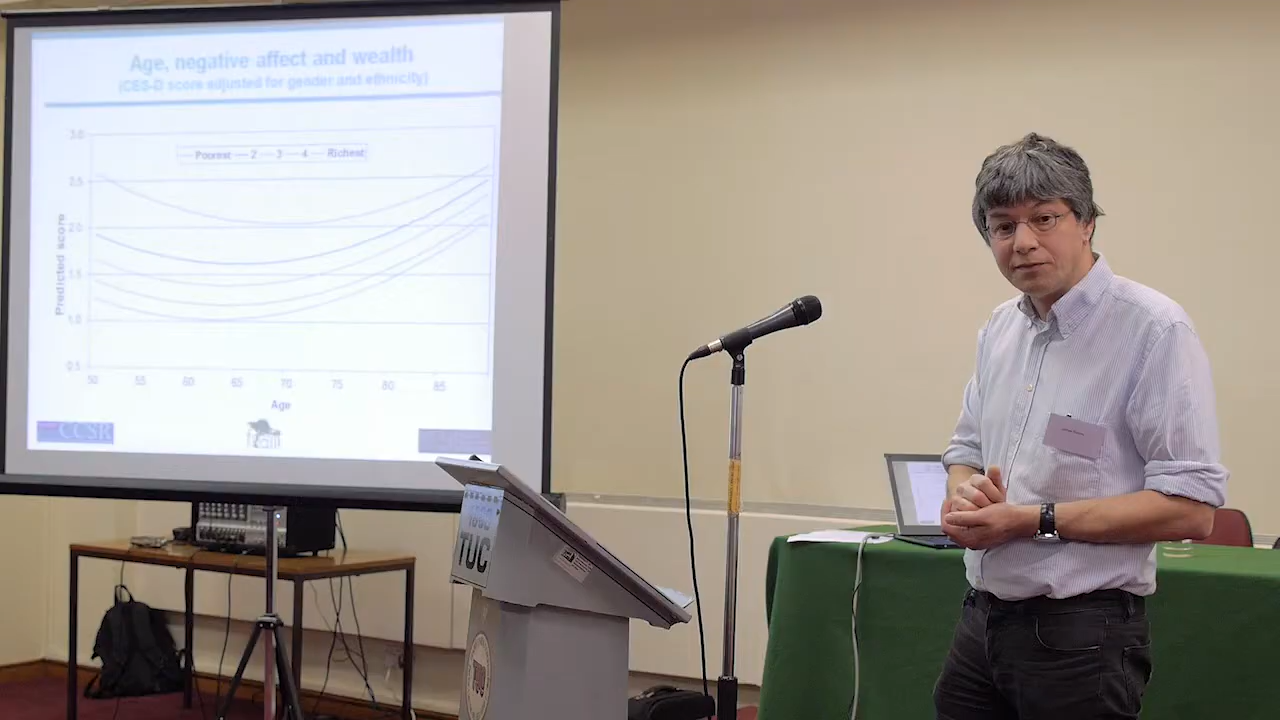 Age, negative affect and wealth
(CES-D score adjusted for gender and ethnicity)
Poorest 2 3 4 Richest
3.0
2.5
2.0
1.5
1.0
0.5
Predicted score
50 55 60 65 70 75 80 85
Age
CCSR
TUC
TUC